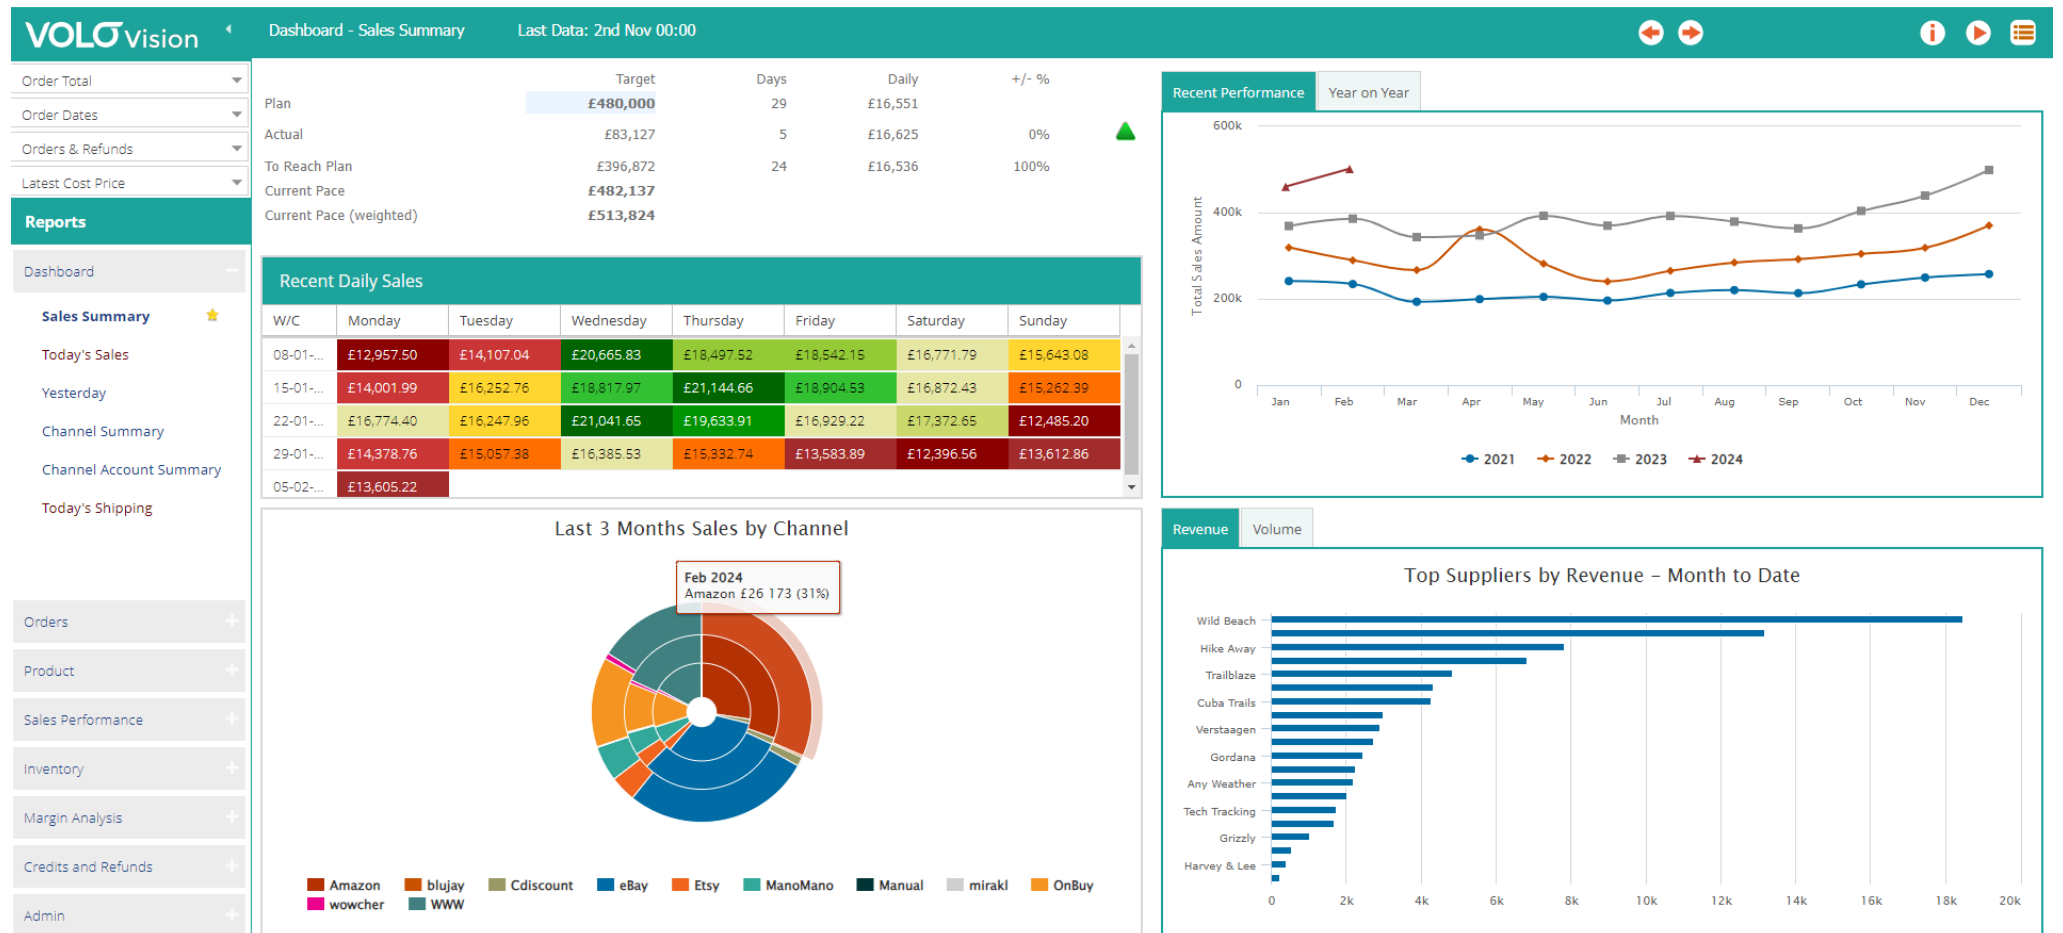 VOLO Vision
Dashboard - Sales Summary Last Data: 2nd Nov 00:00
Order Total
Order Dates
Orders & Refunds
Latest Cost Price
Reports
Dashboard
Sales Summary
Today's Sales
Yesterday
Channel Summary
Channel Account Summary
Today's Shipping
Orders
Product
Sales Performance
Inventory
Margin Analysis
Credits and Refunds
Admin
Target Days Daily +/- %
Plan £480,000 29 £16,551
Actual £83,127 5 £16,625 0%
To Reach Plan £396,872 24 £16,536 100%
Current Pace £482,137
Current Pace (weighted) £513,824
Recent Daily Sales
W/C Monday Tuesday Wednesday Thursday Friday Saturday Sunday
08-01-... £12,957.50 £14,107.04 £20,665.83 £18,497.52 £18,542.15 £16,771.79 £15,643.08
15-01-... £14,001.99 £16,252.76 £18,817.97 £21,144.66 £18,904.53 £16,872.43 £15,262.39
22-01-... £16,774.40 £16,247.96 £21,041.65 £19,633.91 £16,929.22 £17,372.65 £12,485.20
29-01-... £14,378.76 £15,057.38 £16,385.53 £15,332.74 £13,583.89 £12,396.56 £13,612.86
05-02-... £13,605.22
Last 3 Months Sales by Channel
Feb 2024
Amazon £26 173 (31%)
Amazon blujay Cdiscount eBay Etsy ManoMano Manual mirakl OnBuy
wowcher WWW
Recent Performance Year on Year
600k
400k
200k
0
Total Sales Amount
Jan Feb Mar Apr May Jun Jul Aug Sep Oct Nov Dec
Month
2021 2022 2023 2024
Revenue Volume
Top Suppliers by Revenue – Month to Date
Wild Beach
Hike Away
Trailblaze
Cuba Trails
Verstaagen
Gordana
Any Weather
Tech Tracking
Grizzly
Harvey & Lee
0 2k 4k 6k 8k 10k 12k 14k 16k 18k 20k